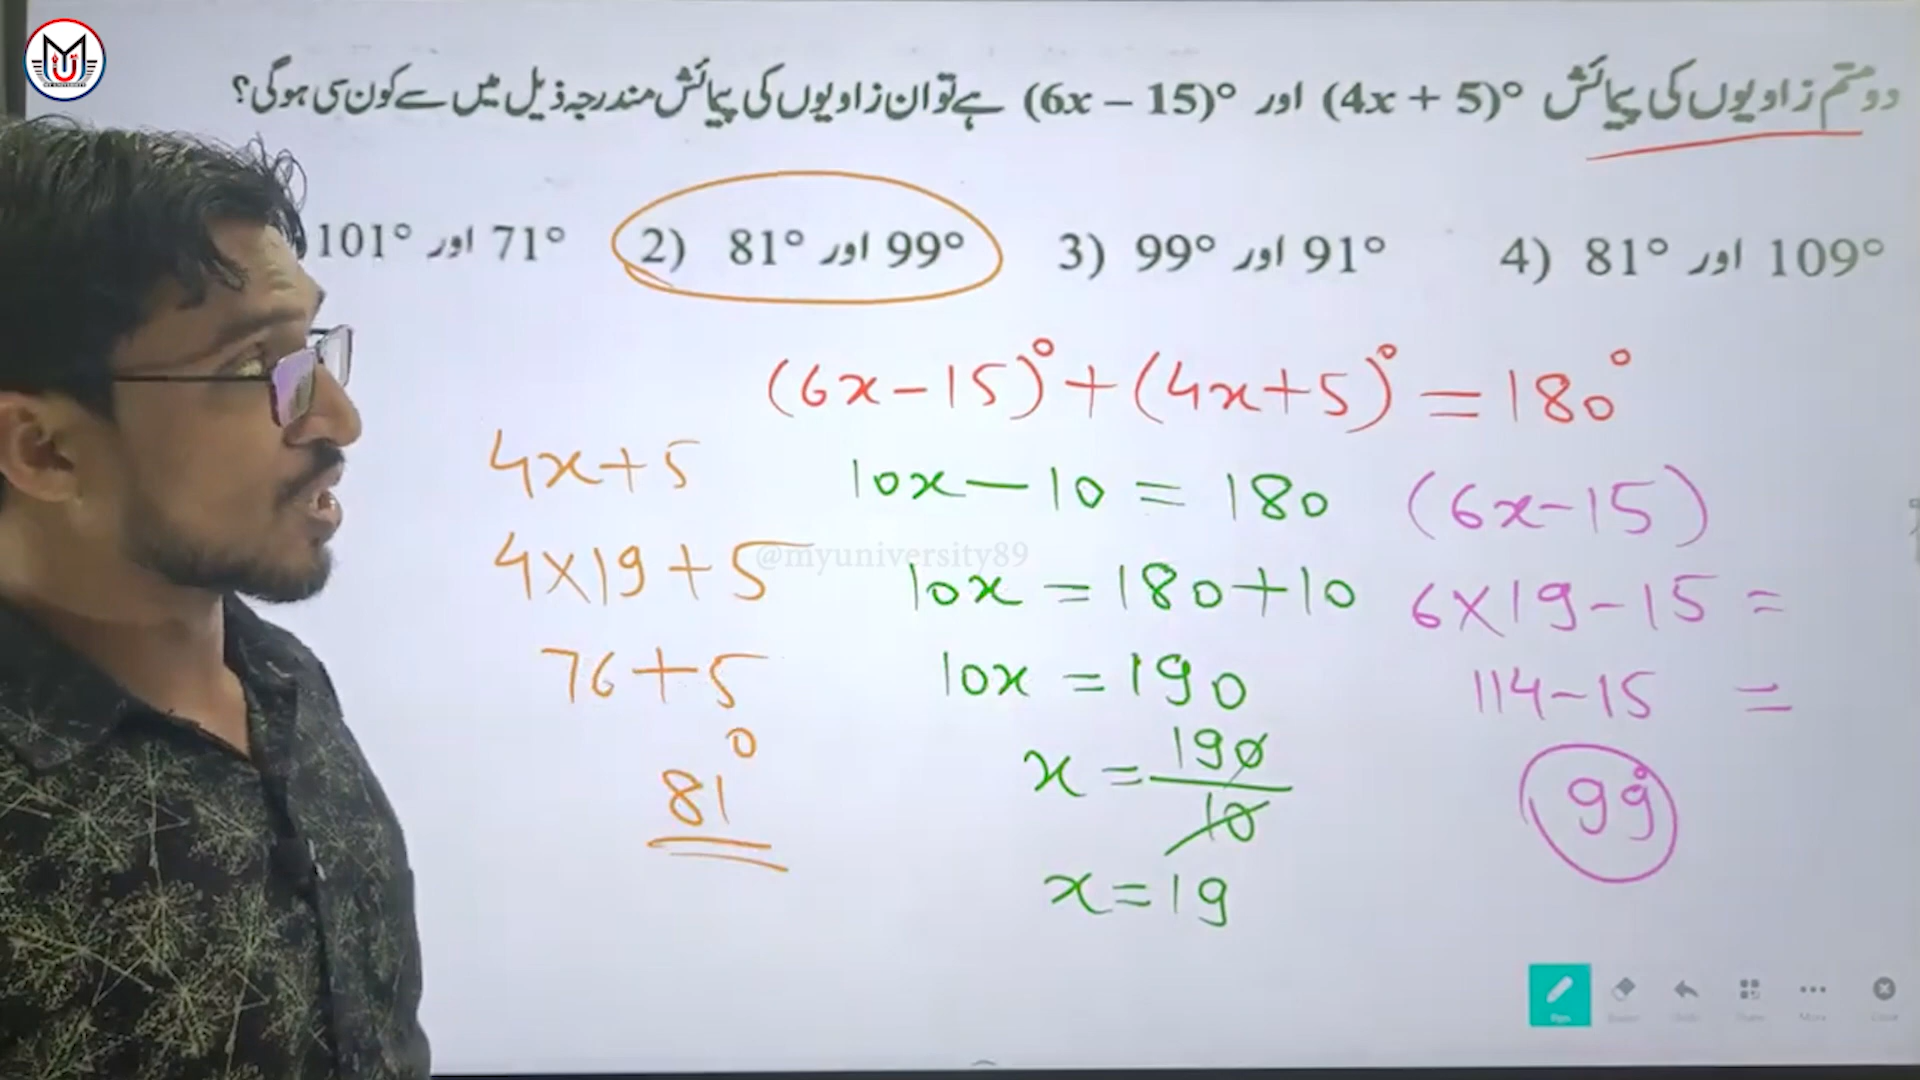 دو متمم زاویوں کی پیمائش (4x + 5)° اور (6x – 15)° ہے تو ان زاویوں کی پیمائش مندرجہ ذیل میں سے کون سی ہوگی؟
101° اور 71° 2) 81° اور 99° 3) 99° اور 91° 4) 81° اور 109°
(6x-15)° + (4x+5)° = 180°
4x+5
4×19+5
76+5
81°
@myuniversity89
10x-10 = 180
10x = 180+10
10x = 190
x = 190/10
x = 19
(6x-15)
6×19-15 =
114-15 =
99°
Pen